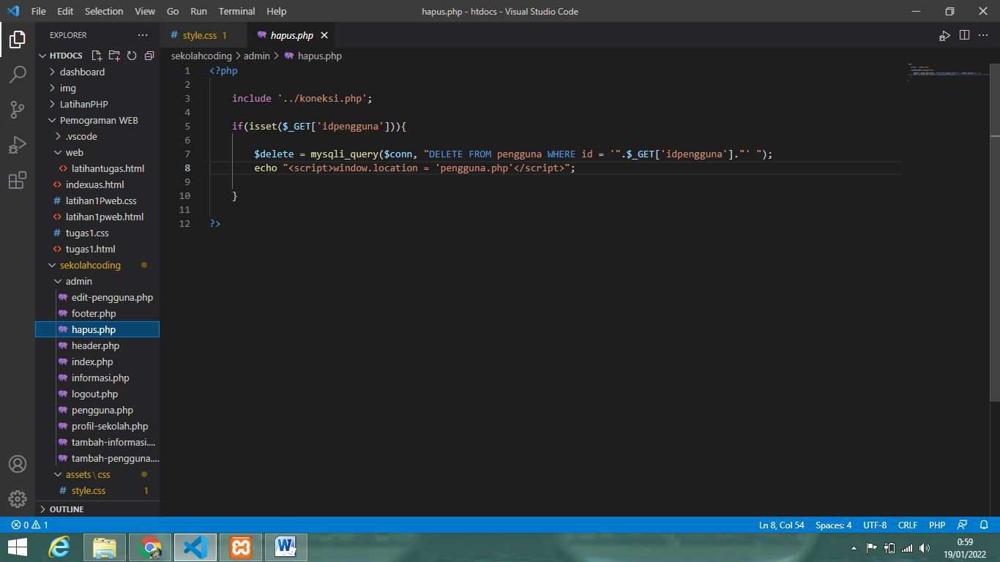 File Edit Selection View Go Run Terminal Help hapus.php - htdocs - Visual Studio Code
EXPLORER ···
# style.css 1 hapus.php
HTDOCS
sekolahcoding > admin > hapus.php
dashboard
img
LatihanPHP
Pemograman WEB
.vscode
web
<> latihantugas.html
<> indexuas.html
# latihan1Pweb.css
<> latihan1pweb.html
# tugas1.css
<> tugas1.html
sekolahcoding
admin
edit-pengguna.php
footer.php
hapus.php
header.php
index.php
informasi.php
logout.php
pengguna.php
profil-sekolah.php
tambah-informasi....
tambah-pengguna....
assets\css
# style.css 1
OUTLINE
1 <?php
2
3 include '../koneksi.php';
4
5 if(isset($_GET['idpengguna'])){
6
7 $delete = mysqli_query($conn, "DELETE FROM pengguna WHERE id = '".$_GET['idpengguna']."' ");
8 echo "<script>window.location = 'pengguna.php'</script>";
9
10 }
11
12 ?>
0 1 Ln 8, Col 54 Spaces: 4 UTF-8 CRLF PHP
0:59
19/01/2022